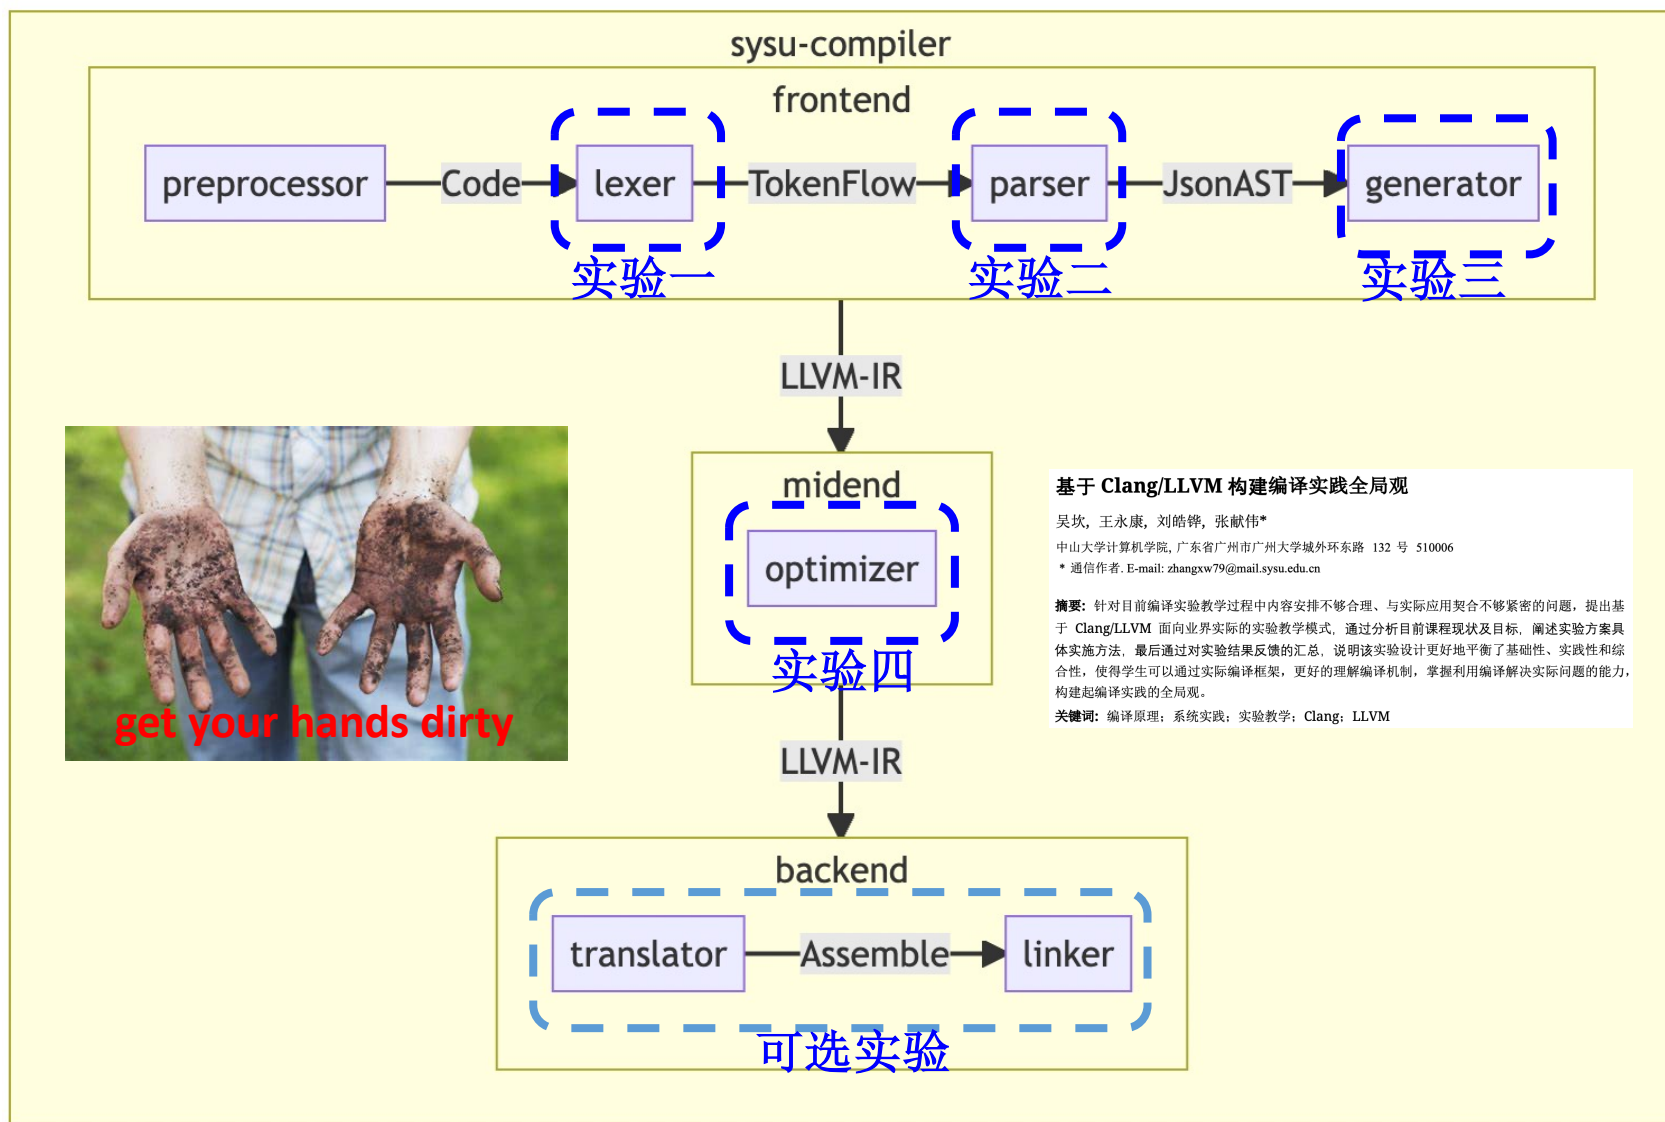 sysu-compiler
frontend
preprocessor
Code
lexer
TokenFlow
parser
JsonAST
generator
实验一
实验二
实验三
LLVM-IR
midend
optimizer
实验四
get your hands dirty
基于 Clang/LLVM 构建编译实践全局观
吴坎, 王永康, 刘皓铧, 张献伟*
中山大学计算机学院, 广东省广州市广州大学城外环东路 132 号 510006
* 通信作者. E-mail: zhangxw79@mail.sysu.edu.cn
摘要: 针对目前编译实验教学过程中内容安排不够合理、与实际应用契合不够紧密的问题，提出基
于 Clang/LLVM 面向业界实际的实验教学模式，通过分析目前课程现状及目标，阐述实验方案具
体实施方法，最后通过对实验结果反馈的汇总，说明该实验设计更好地平衡了基础性、实践性和综
合性，使得学生可以通过实际编译框架，更好的理解编译机制，掌握利用编译解决实际问题的能力，
构建起编译实践的全局观。
关键词: 编译原理；系统实践；实验教学；Clang；LLVM
LLVM-IR
backend
translator
Assemble
linker
可选实验